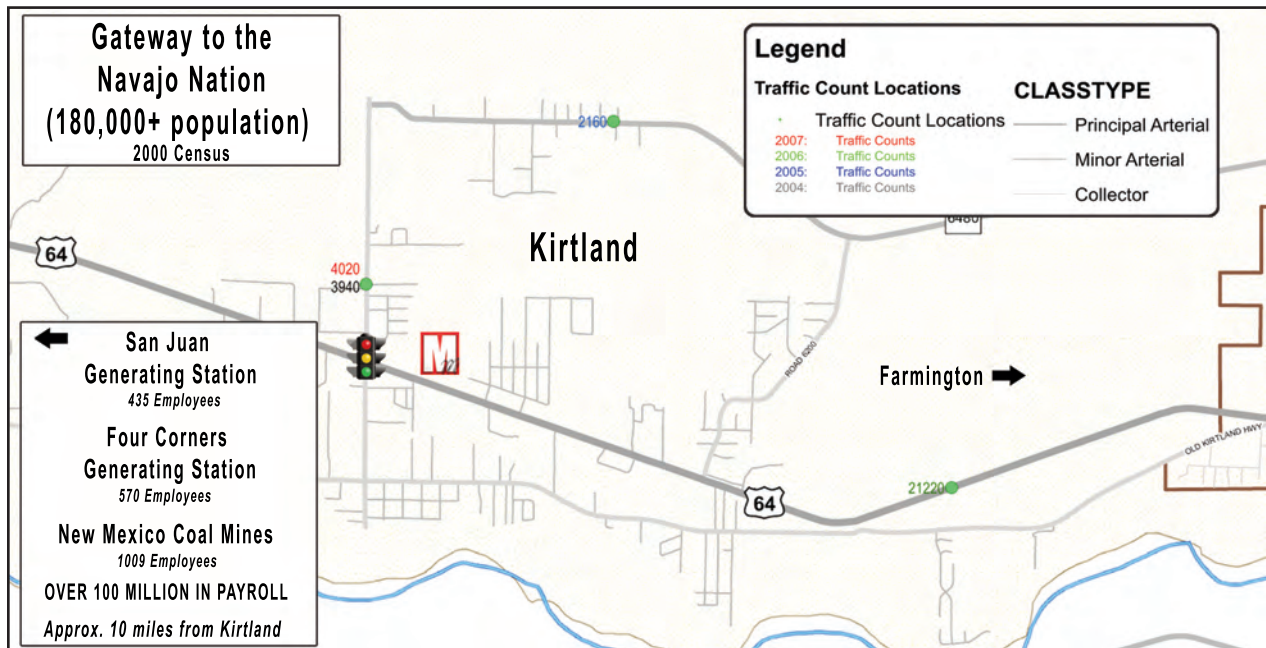 Gateway to the
Navajo Nation
(180,000+ population)
2000 Census
Legend
Traffic Count Locations
Traffic Count Locations
2007: Traffic Counts
2006: Traffic Counts
2005: Traffic Counts
2004: Traffic Counts
CLASSTYPE
Principal Arterial
Minor Arterial
Collector
2160
6480
64
Kirtland
4020
3940
M
San Juan
Generating Station
435 Employees
Four Corners
Generating Station
570 Employees
New Mexico Coal Mines
1009 Employees
OVER 100 MILLION IN PAYROLL
Approx. 10 miles from Kirtland
ROAD 6200
Farmington
OLD KIRTLAND HWY
21220
64